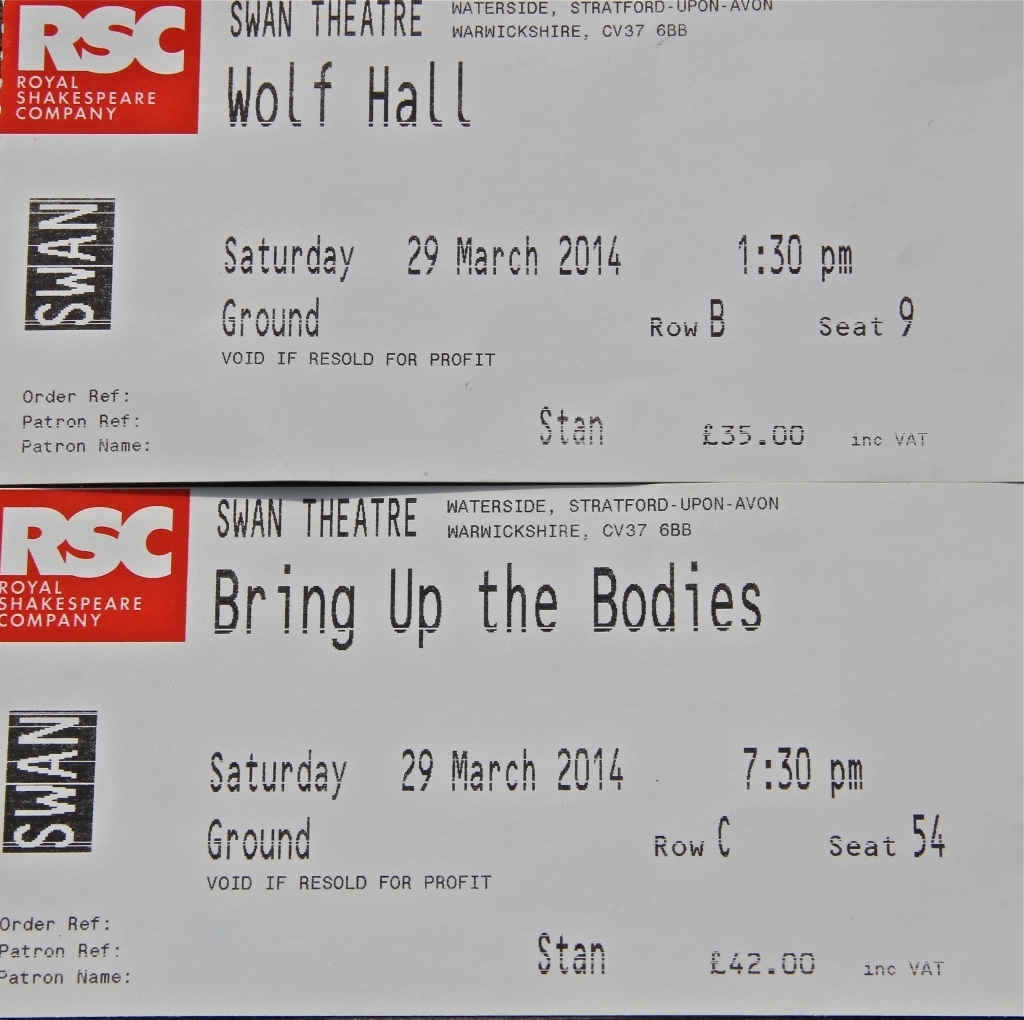 RSC
ROYAL
SHAKESPEARE
COMPANY
SWAN THEATRE
WATERSIDE, STRATFORD-UPON-AVON
WARWICKSHIRE, CV37 6BB
Wolf Hall
SWAN
Saturday 29 March 2014 1:30 pm
Ground Row B Seat 9
VOID IF RESOLD FOR PROFIT
Order Ref:
Patron Ref:
Patron Name:
Stan £35.00 inc VAT
RSC
ROYAL
SHAKESPEARE
COMPANY
SWAN THEATRE
WATERSIDE, STRATFORD-UPON-AVON
WARWICKSHIRE, CV37 6BB
Bring Up the Bodies
SWAN
Saturday 29 March 2014 7:30 pm
Ground Row C Seat 54
VOID IF RESOLD FOR PROFIT
Order Ref:
Patron Ref:
Patron Name:
Stan £42.00 inc VAT